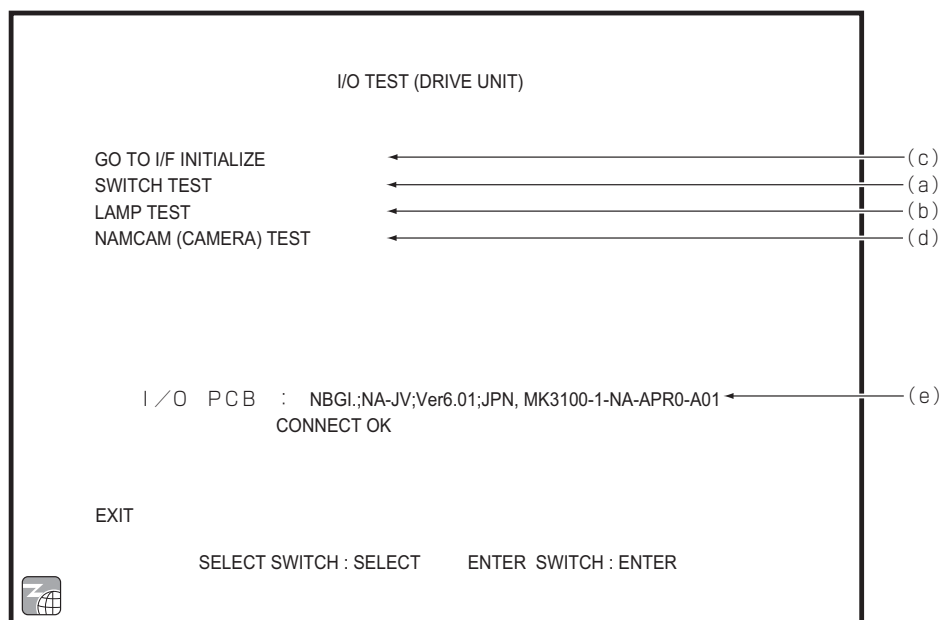 I/O TEST (DRIVE UNIT)
GO TO I/F INITIALIZE (c)
SWITCH TEST (a)
LAMP TEST (b)
NAMCAM (CAMERA) TEST (d)
I/O PCB : NBGI.;NA-JV;Ver6.01;JPN, MK3100-1-NA-APR0-A01 (e)
CONNECT OK
EXIT
SELECT SWITCH : SELECT ENTER SWITCH : ENTER